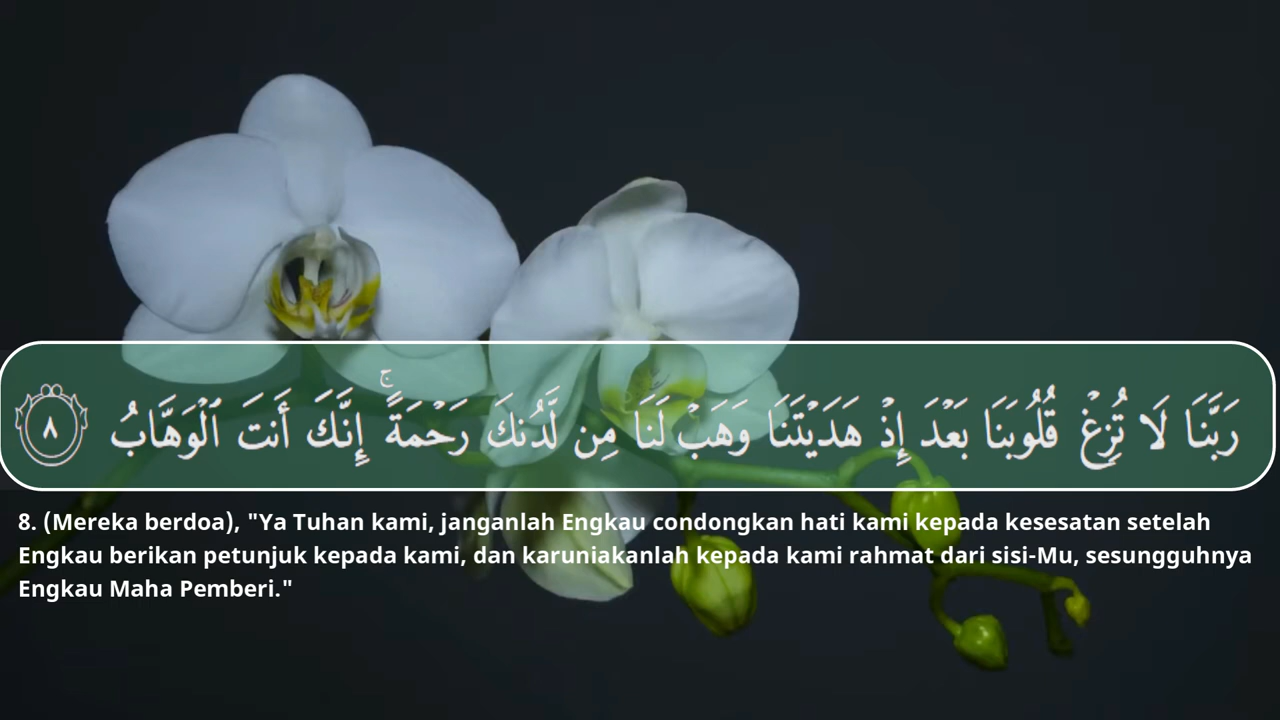 رَبَّنَا لَا تُزِغْ قُلُوبَنَا بَعْدَ إِذْ هَدَيْتَنَا وَهَبْ لَنَا مِن لَّدُنكَ رَحْمَةً ۚ إِنَّكَ أَنتَ ٱلْوَهَّابُ ٨
8. (Mereka berdoa), "Ya Tuhan kami, janganlah Engkau condongkan hati kami kepada kesesatan setelah
Engkau berikan petunjuk kepada kami, dan karuniakanlah kepada kami rahmat dari sisi-Mu, sesungguhnya
Engkau Maha Pemberi."